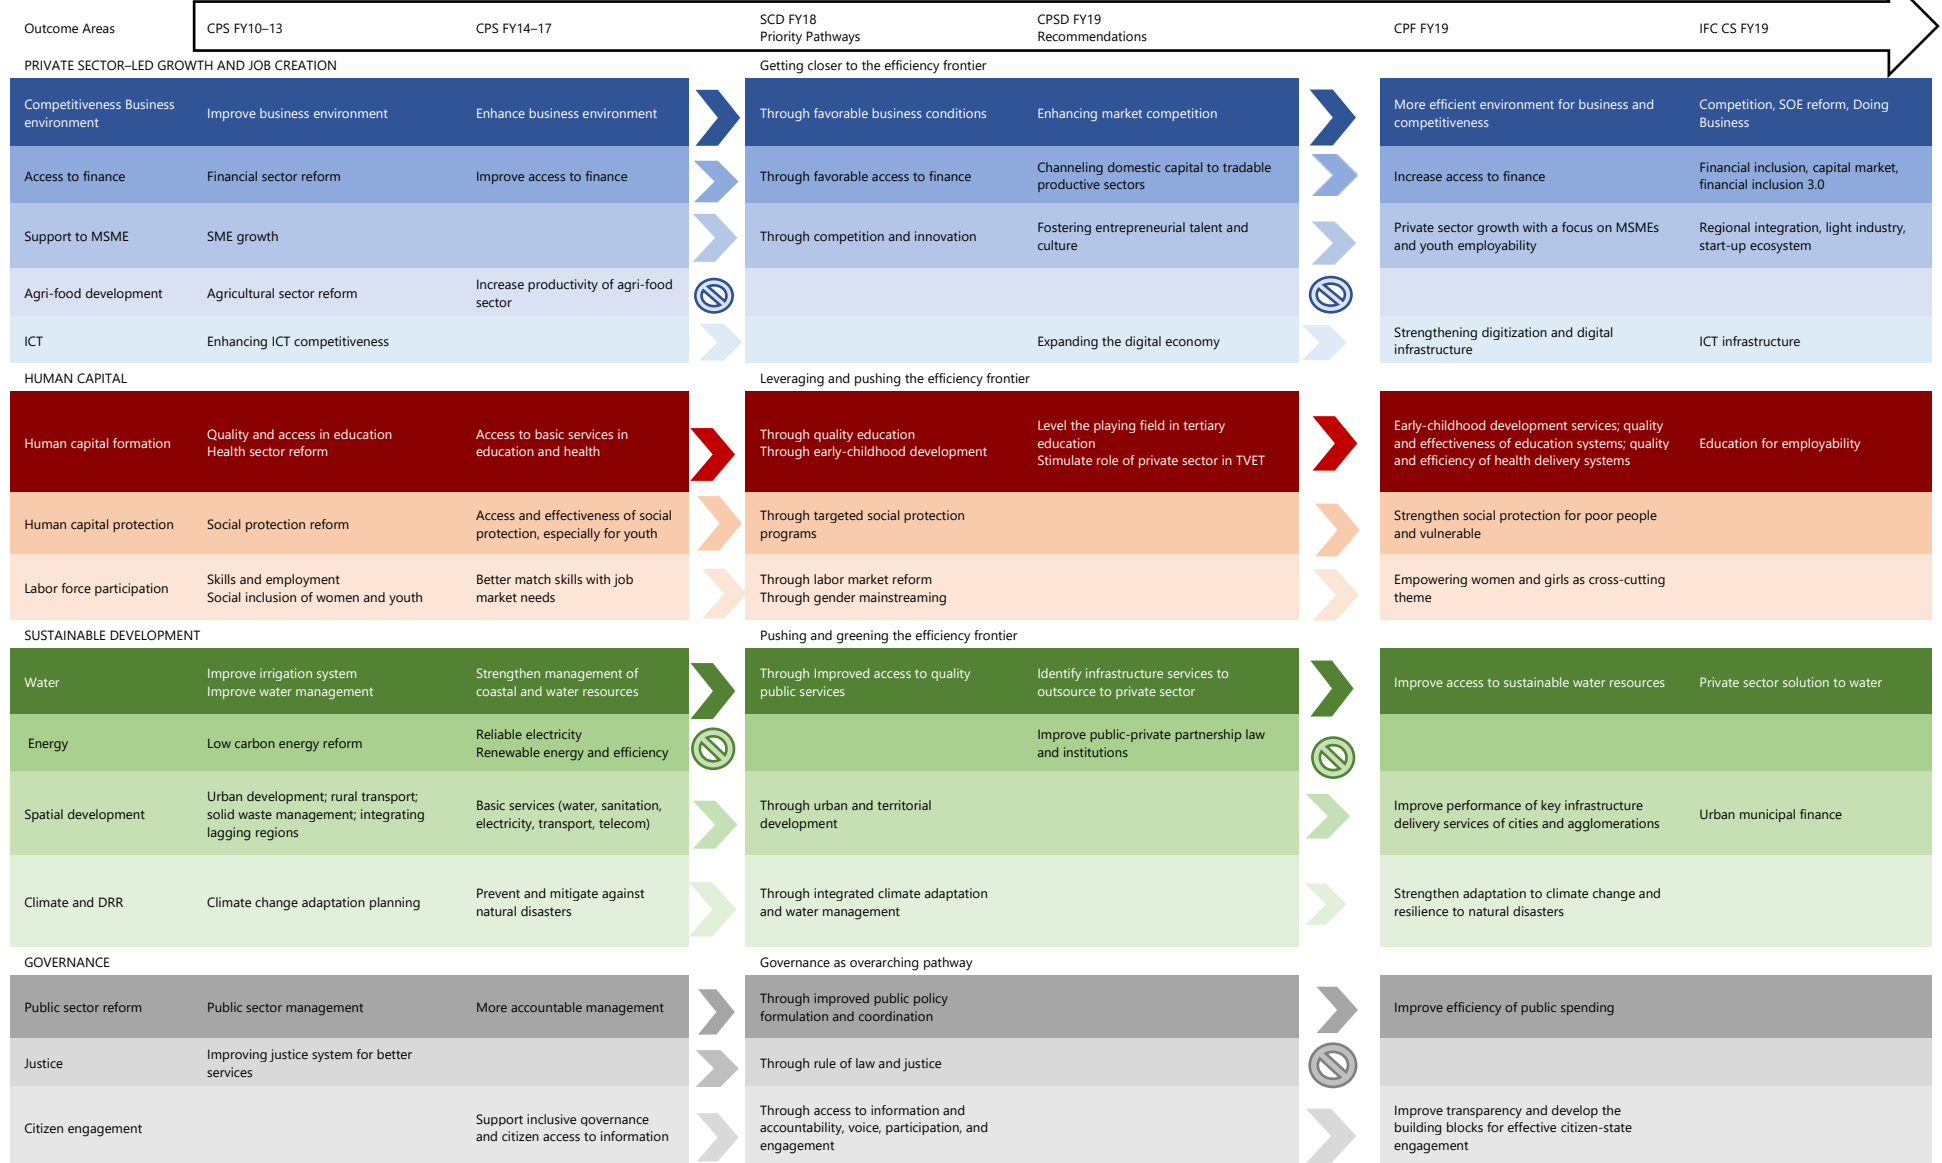 Outcome Areas
CPS FY10–13
CPS FY14–17
SCD FY18
Priority Pathways
CPSD FY19
Recommendations
CPF FY19
IFC CS FY19
PRIVATE SECTOR–LED GROWTH AND JOB CREATION
Getting closer to the efficiency frontier
Competitiveness Business
environment
Improve business environment
Enhance business environment
Through favorable business conditions
Enhancing market competition
More efficient environment for business and
competitiveness
Competition, SOE reform, Doing
Business
Access to finance
Financial sector reform
Improve access to finance
Through favorable access to finance
Channeling domestic capital to tradable
productive sectors
Increase access to finance
Financial inclusion, capital market,
financial inclusion 3.0
Support to MSME
SME growth
Through competition and innovation
Fostering entrepreneurial talent and
culture
Private sector growth with a focus on MSMEs
and youth employability
Regional integration, light industry,
start-up ecosystem
Agri-food development
Agricultural sector reform
Increase productivity of agri-food
sector
ICT
Enhancing ICT competitiveness
Expanding the digital economy
Strengthening digitization and digital
infrastructure
ICT infrastructure
HUMAN CAPITAL
Leveraging and pushing the efficiency frontier
Human capital formation
Quality and access in education
Health sector reform
Access to basic services in
education and health
Through quality education
Through early-childhood development
Level the playing field in tertiary
education
Stimulate role of private sector in TVET
Early-childhood development services; quality
and effectiveness of education systems; quality
and efficiency of health delivery systems
Education for employability
Human capital protection
Social protection reform
Access and effectiveness of social
protection, especially for youth
Through targeted social protection
programs
Strengthen social protection for poor people
and vulnerable
Labor force participation
Skills and employment
Social inclusion of women and youth
Better match skills with job
market needs
Through labor market reform
Through gender mainstreaming
Empowering women and girls as cross-cutting
theme
SUSTAINABLE DEVELOPMENT
Pushing and greening the efficiency frontier
Water
Improve irrigation system
Improve water management
Strengthen management of
coastal and water resources
Through Improved access to quality
public services
Identify infrastructure services to
outsource to private sector
Improve access to sustainable water resources
Private sector solution to water
Energy
Low carbon energy reform
Reliable electricity
Renewable energy and efficiency
Improve public-private partnership law
and institutions
Spatial development
Urban development; rural transport;
solid waste management; integrating
lagging regions
Basic services (water, sanitation,
electricity, transport, telecom)
Through urban and territorial
development
Improve performance of key infrastructure
delivery services of cities and agglomerations
Urban municipal finance
Climate and DRR
Climate change adaptation planning
Prevent and mitigate against
natural disasters
Through integrated climate adaptation
and water management
Strengthen adaptation to climate change and
resilience to natural disasters
GOVERNANCE
Governance as overarching pathway
Public sector reform
Public sector management
More accountable management
Through improved public policy
formulation and coordination
Improve efficiency of public spending
Justice
Improving justice system for better
services
Through rule of law and justice
Citizen engagement
Support inclusive governance
and citizen access to information
Through access to information and
accountability, voice, participation, and
engagement
Improve transparency and develop the
building blocks for effective citizen-state
engagement